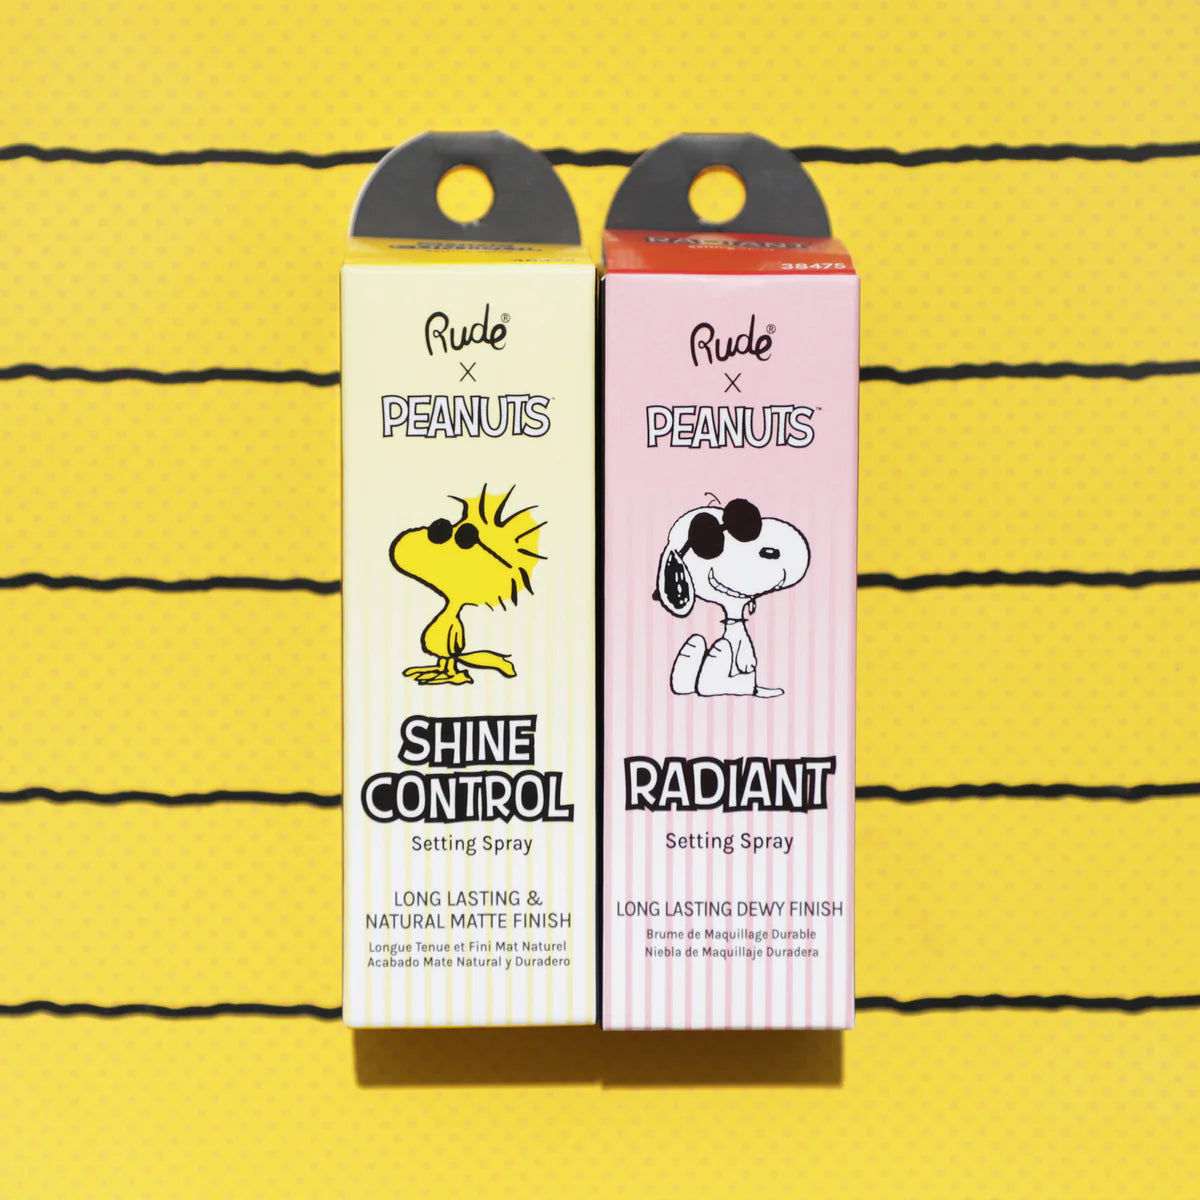 Rude®
X
PEANUTS
SHINE
CONTROL
Setting Spray
LONG LASTING &
NATURAL MATTE FINISH
Longue Tenue et Fini Mat Naturel
Acabado Mate Natural y Duradero
RADIANT
38475
Rude®
X
PEANUTS™
RADIANT
Setting Spray
LONG LASTING DEWY FINISH
Brume de Maquillage Durable
Niebla de Maquillaje Duradera